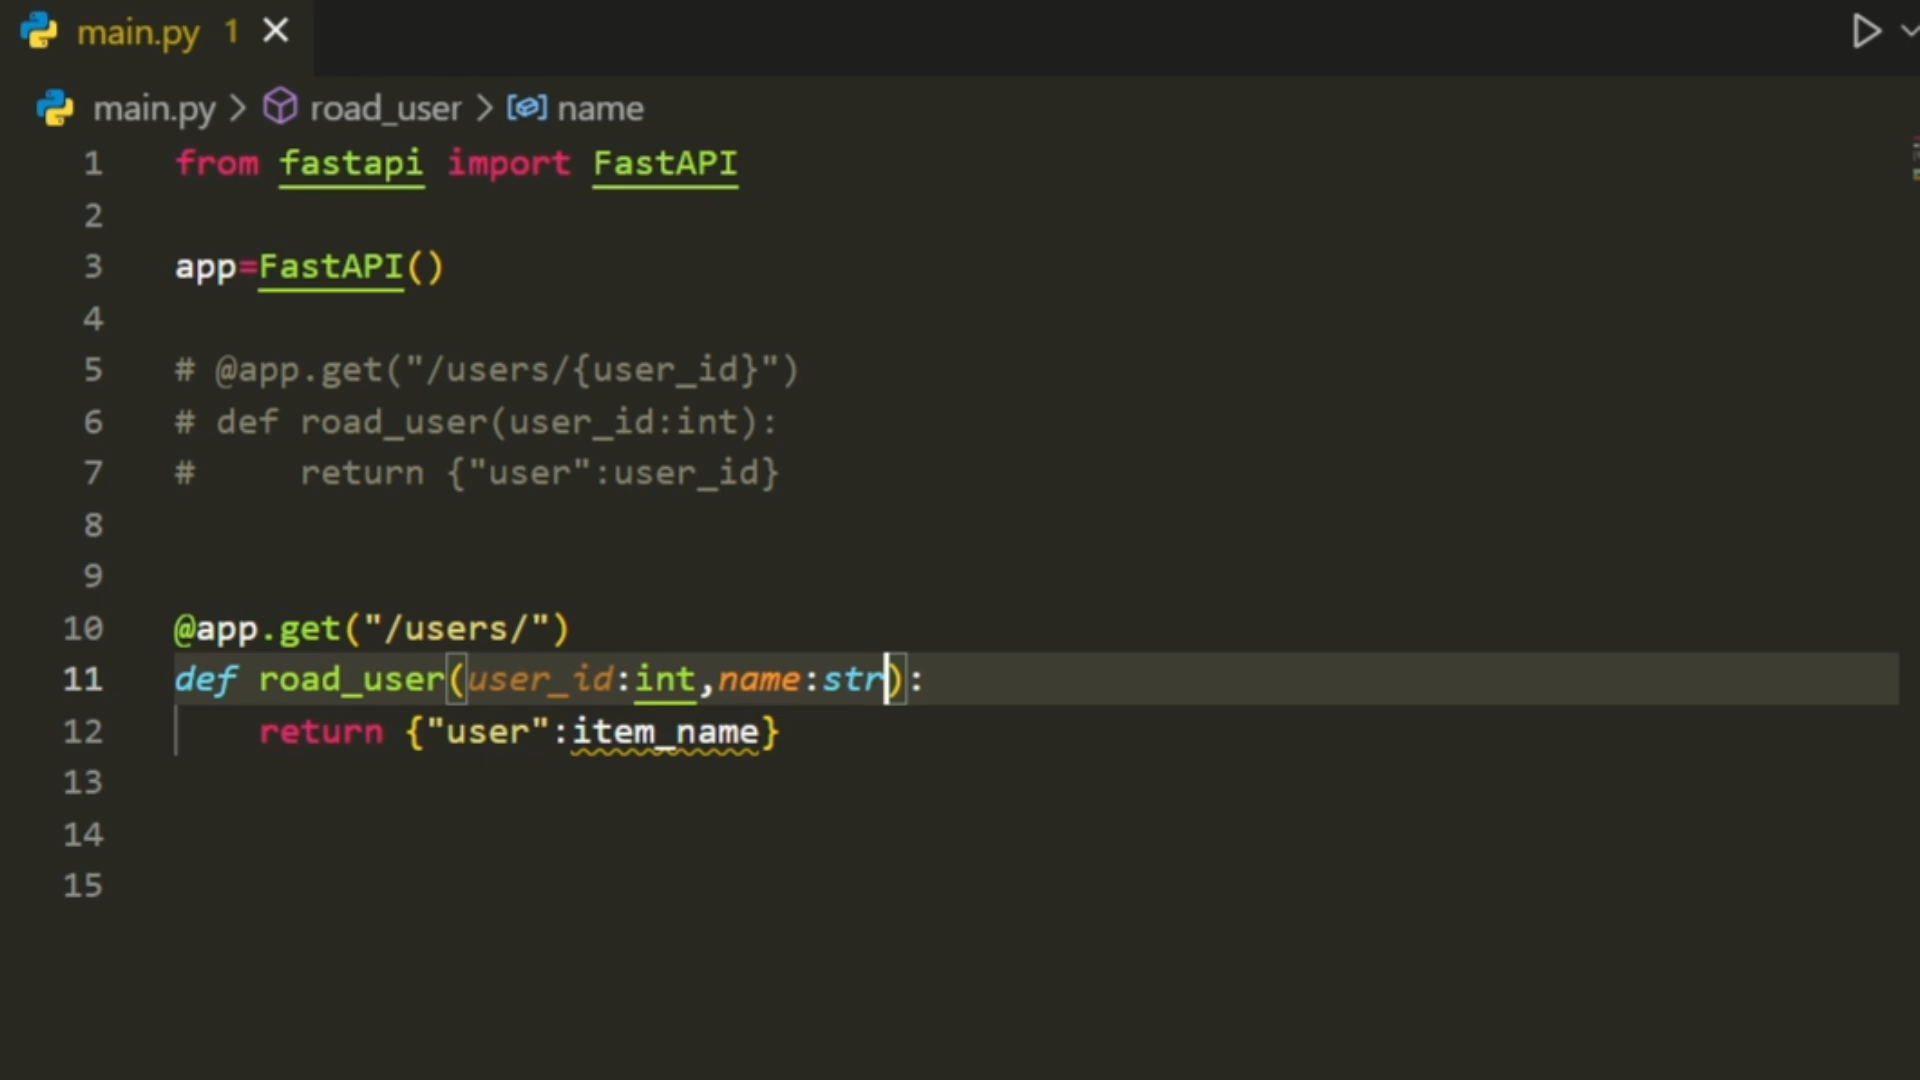 main.py 1
main.py > road_user > name
1 from fastapi import FastAPI
2
3 app=FastAPI()
4
5 # @app.get("/users/{user_id}")
6 # def road_user(user_id:int):
7 #     return {"user":user_id}
8
9
10 @app.get("/users/")
11 def road_user(user_id:int,name:str):
12     return {"user":item_name}
13
14
15